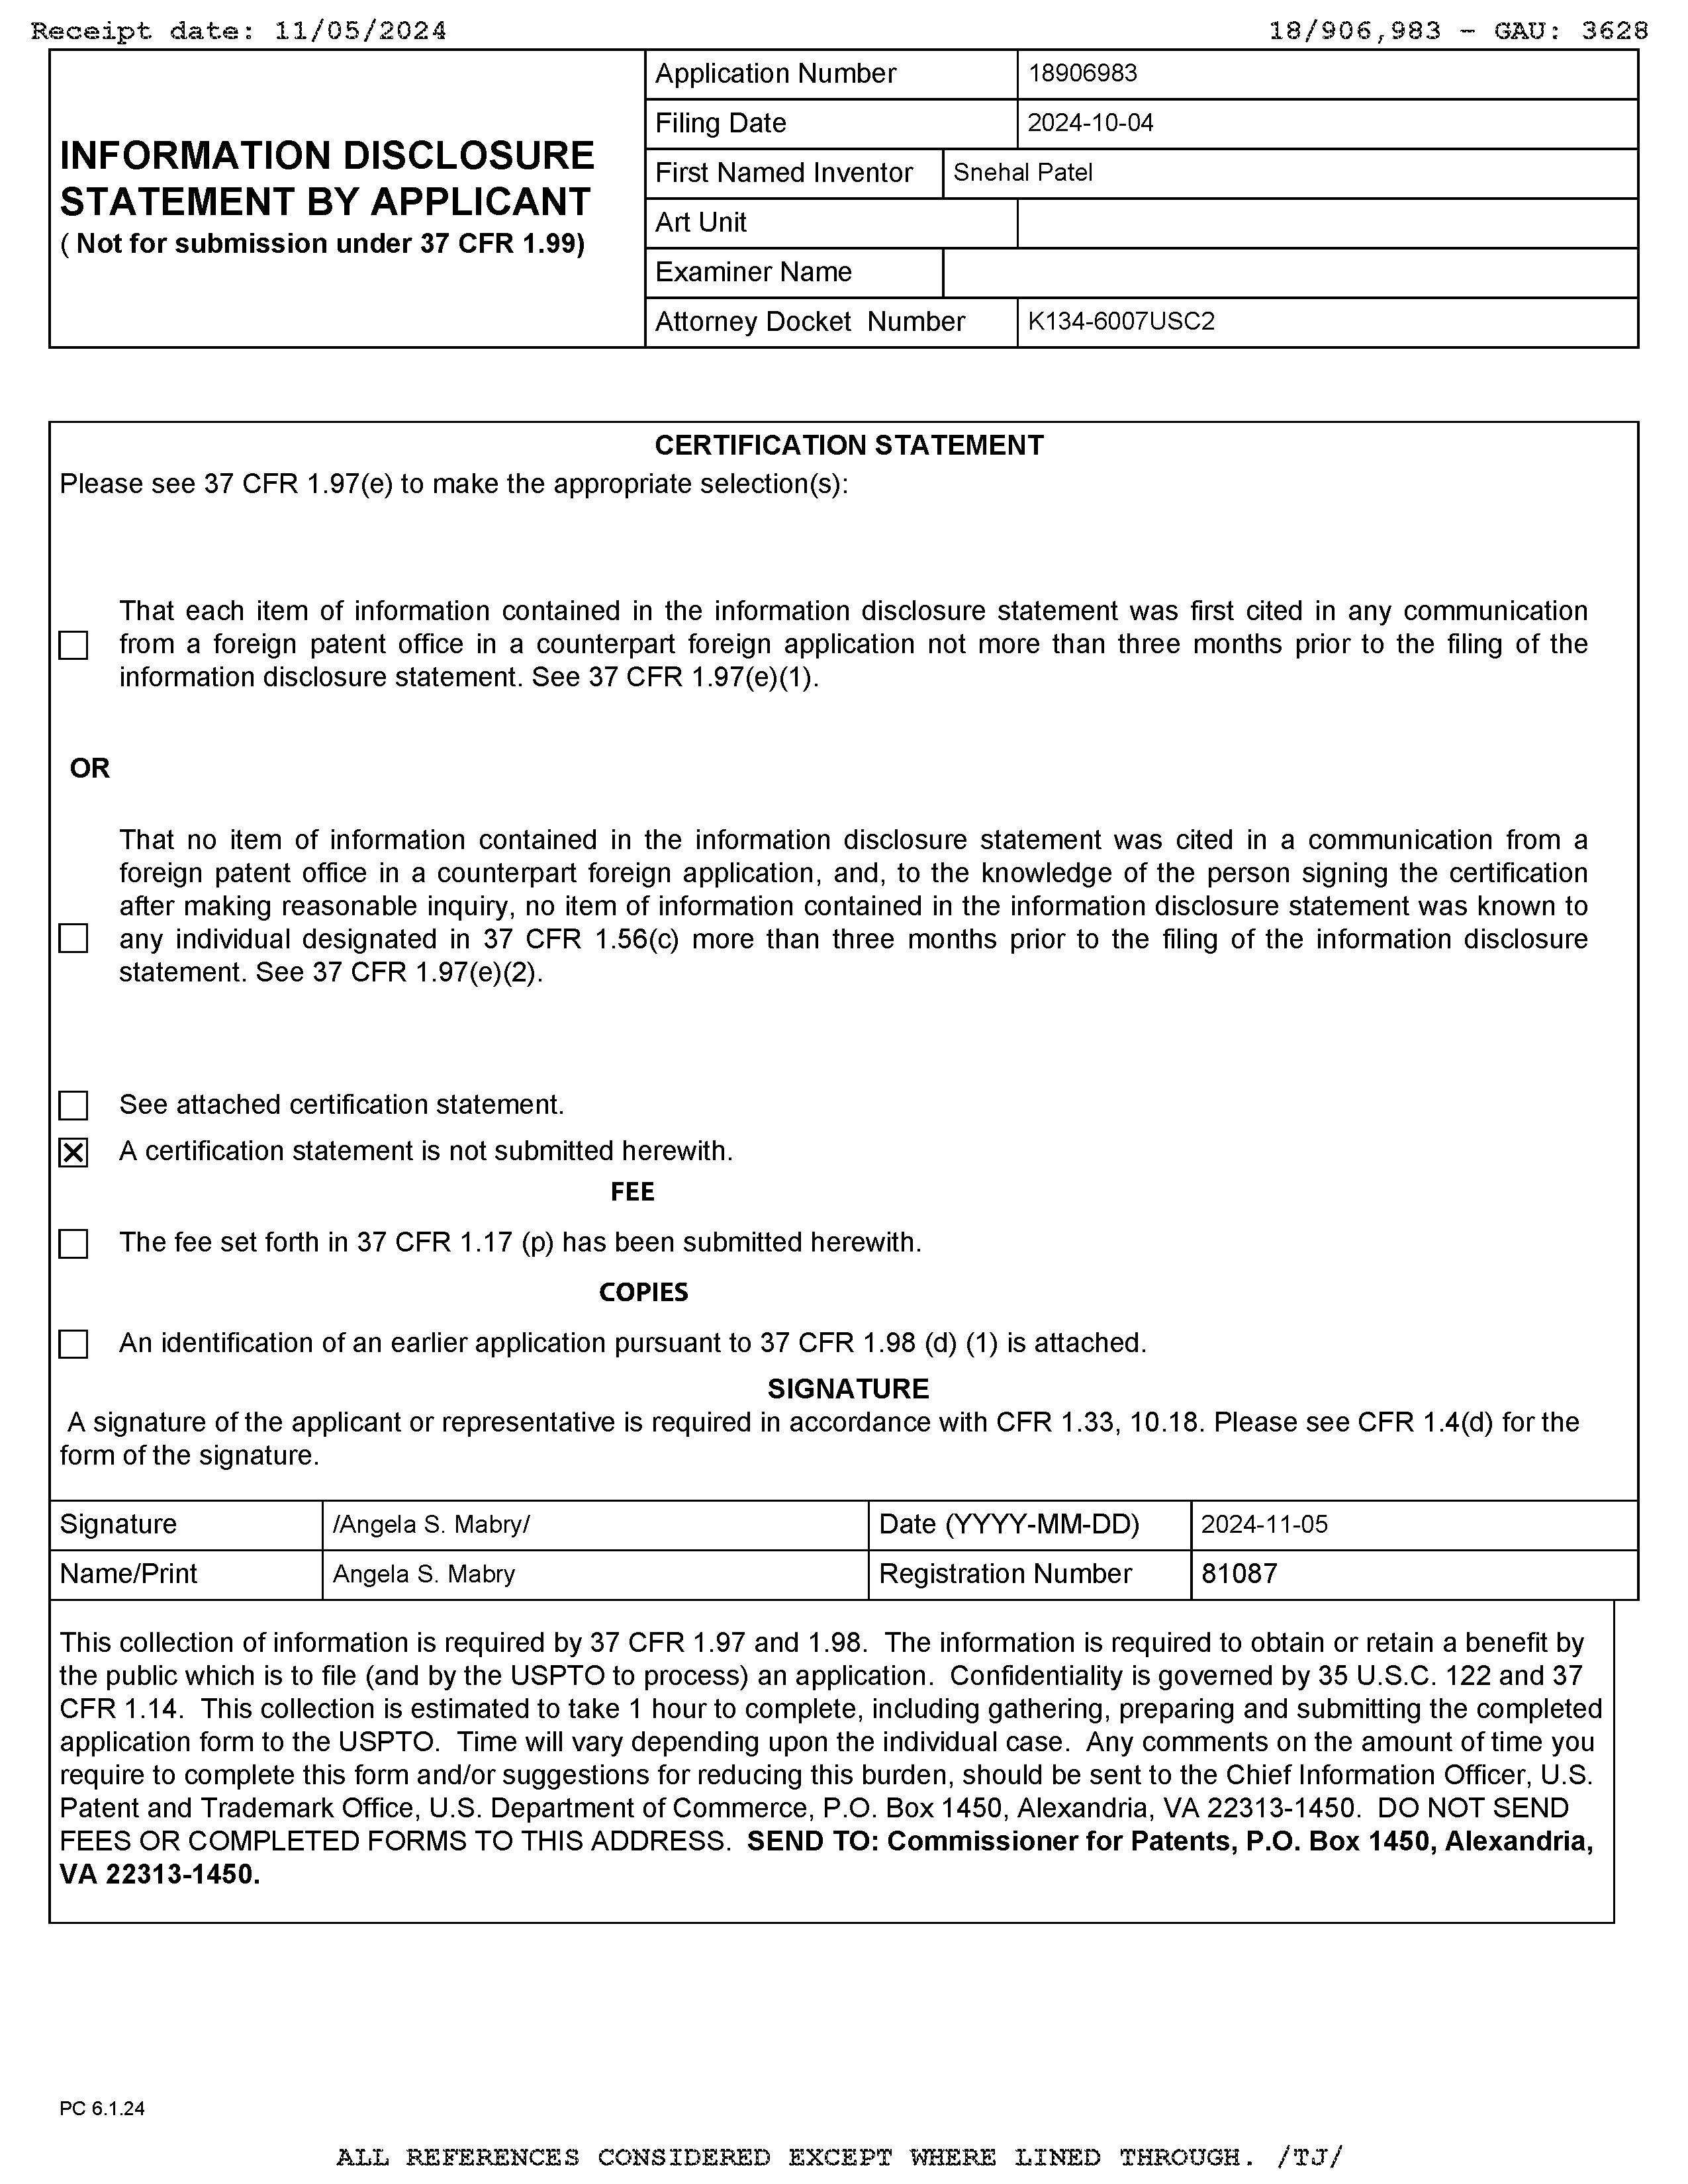 Receipt date: 11/05/2024 18/906,983 - GAU: 3628
INFORMATION DISCLOSURE
STATEMENT BY APPLICANT
( Not for submission under 37 CFR 1.99)
Application Number 18906983
Filing Date 2024-10-04
First Named Inventor Snehal Patel
Art Unit
Examiner Name
Attorney Docket Number K134-6007USC2
CERTIFICATION STATEMENT
Please see 37 CFR 1.97(e) to make the appropriate selection(s):
That each item of information contained in the information disclosure statement was first cited in any communication
from a foreign patent office in a counterpart foreign application not more than three months prior to the filing of the
information disclosure statement. See 37 CFR 1.97(e)(1).
OR
That no item of information contained in the information disclosure statement was cited in a communication from a
foreign patent office in a counterpart foreign application, and, to the knowledge of the person signing the certification
after making reasonable inquiry, no item of information contained in the information disclosure statement was known to
any individual designated in 37 CFR 1.56(c) more than three months prior to the filing of the information disclosure
statement. See 37 CFR 1.97(e)(2).
See attached certification statement.
A certification statement is not submitted herewith.
FEE
The fee set forth in 37 CFR 1.17 (p) has been submitted herewith.
COPIES
An identification of an earlier application pursuant to 37 CFR 1.98 (d) (1) is attached.
SIGNATURE
A signature of the applicant or representative is required in accordance with CFR 1.33, 10.18. Please see CFR 1.4(d) for the
form of the signature.
Signature /Angela S. Mabry/ Date (YYYY-MM-DD) 2024-11-05
Name/Print Angela S. Mabry Registration Number 81087
This collection of information is required by 37 CFR 1.97 and 1.98. The information is required to obtain or retain a benefit by
the public which is to file (and by the USPTO to process) an application. Confidentiality is governed by 35 U.S.C. 122 and 37
CFR 1.14. This collection is estimated to take 1 hour to complete, including gathering, preparing and submitting the completed
application form to the USPTO. Time will vary depending upon the individual case. Any comments on the amount of time you
require to complete this form and/or suggestions for reducing this burden, should be sent to the Chief Information Officer, U.S.
Patent and Trademark Office, U.S. Department of Commerce, P.O. Box 1450, Alexandria, VA 22313-1450. DO NOT SEND
FEES OR COMPLETED FORMS TO THIS ADDRESS. SEND TO: Commissioner for Patents, P.O. Box 1450, Alexandria,
VA 22313-1450.
PC 6.1.24
ALL REFERENCES CONSIDERED EXCEPT WHERE LINED THROUGH. /TJ/